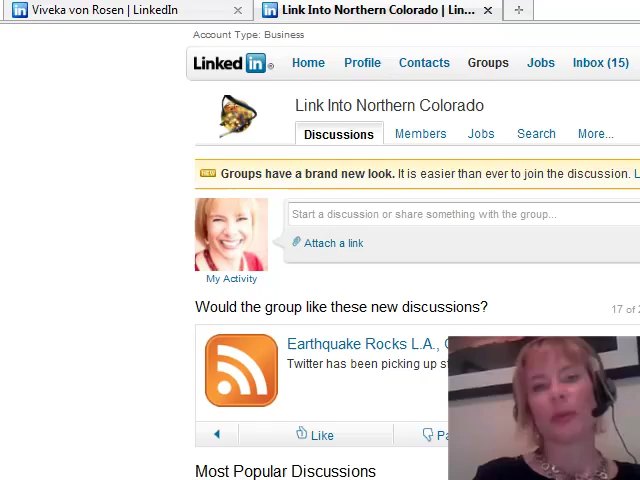 Viveka von Rosen | LinkedIn
Link Into Northern Colorado | Lin...
Account Type: Business
Linked in
Home Profile Contacts Groups Jobs Inbox (15)
Link Into Northern Colorado
Discussions Members Jobs Search More...
NEW Groups have a brand new look. It is easier than ever to join the discussion. L
Start a discussion or share something with the group...
Attach a link
My Activity
Would the group like these new discussions?
17 of
Earthquake Rocks L.A.,
Twitter has been picking up
Like
Most Popular Discussions